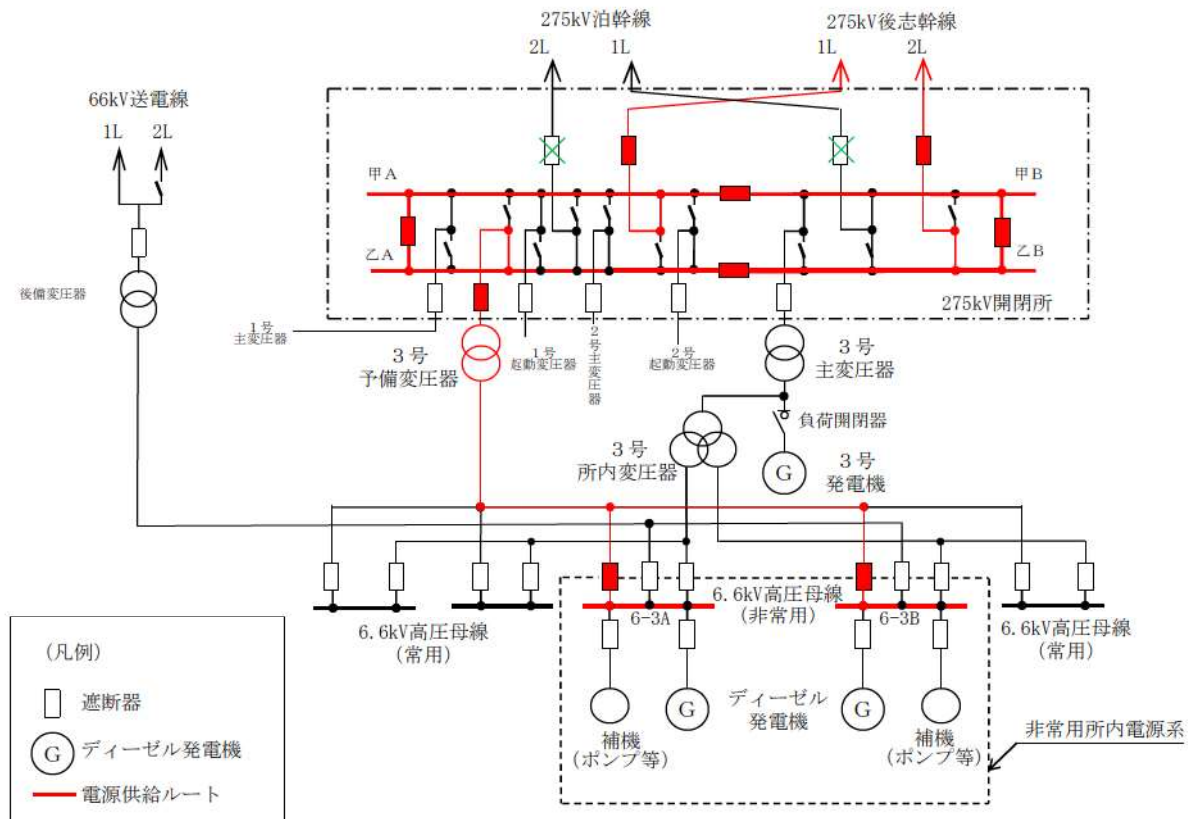 275kV泊幹線
275kV後志幹線
2L
1L
1L
2L
66kV送電線
1L
2L
甲A
甲B
乙A
乙B
後備変圧器
275kV開閉所
1号
主変圧器
3号
予備変圧器
1号
起動変圧器
2号主変圧器
2号
起動変圧器
3号
主変圧器
負荷開閉器
3号
所内変圧器
G
3号
発電機
6.6kV高圧母線
(常用)
6-3A
6.6kV高圧母線
(非常用)
6-3B
6.6kV高圧母線
(常用)
G
ディーゼル
発電機
G
補機
(ポンプ等)
補機
(ポンプ等)
非常用所内電源系
(凡例)
遮断器
G
ディーゼル発電機
電源供給ルート